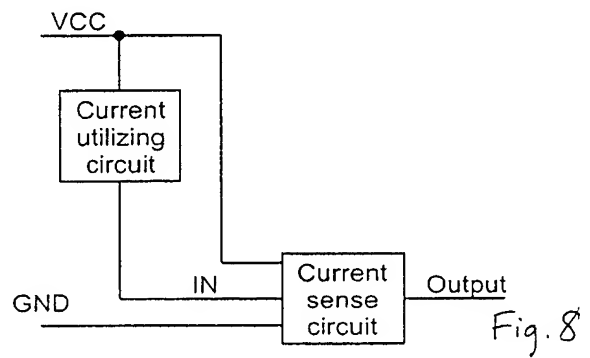 VCC
Current
utilizing
circuit
IN
Current
sense
circuit
Output
GND
Fig. 8